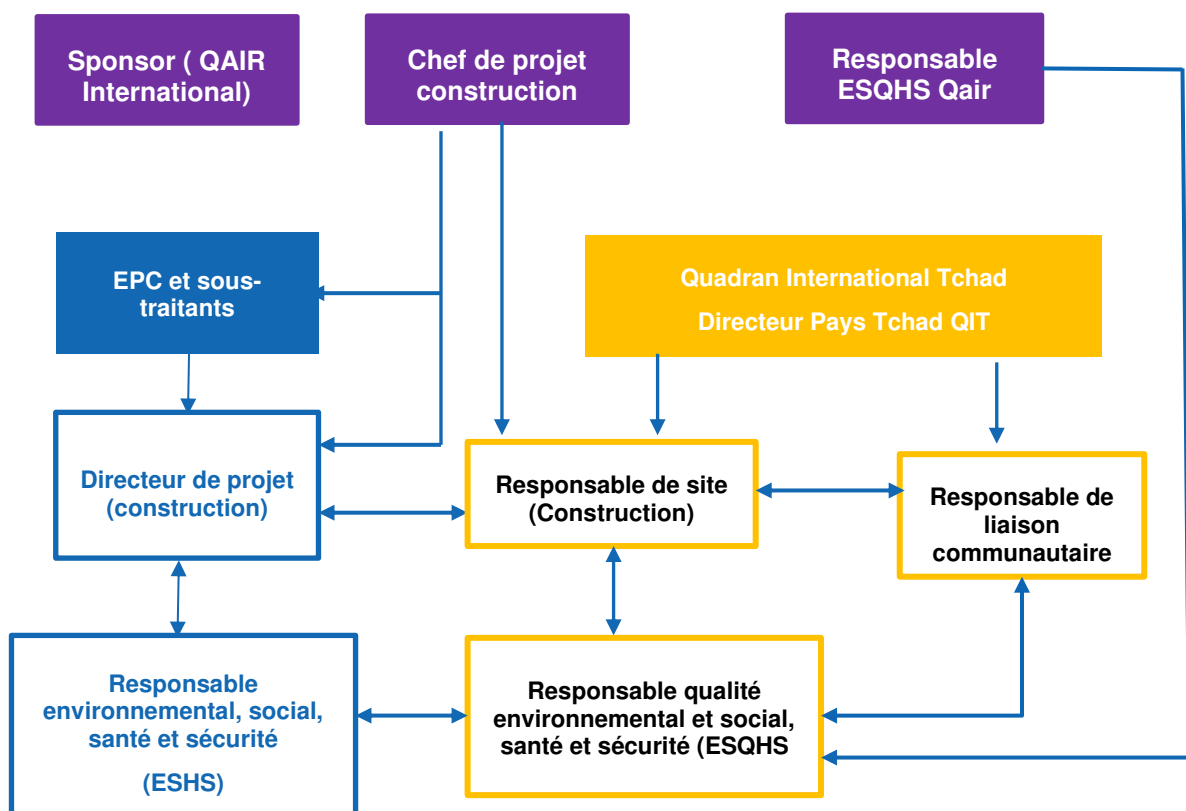 Sponsor ( QAIR
International)
Chef de projet
construction
Responsable
ESQHS Qair
EPC et sous-
traitants
Quadran International Tchad
Directeur Pays Tchad QIT
Directeur de projet
(construction)
Responsable de site
(Construction)
Responsable de
liaison
communautaire
Responsable
environnemental, social,
santé et sécurité
(ESHS)
Responsable qualité
environnemental et social,
santé et sécurité (ESQHS